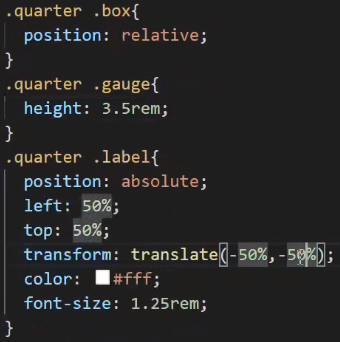 .quarter .box{
position: relative;
}
.quarter .gauge{
height: 3.5rem;
}
.quarter .label{
position: absolute;
left: 50%;
top: 50%;
transform: translate(-50%,-50%);
color: #fff;
font-size: 1.25rem;
}